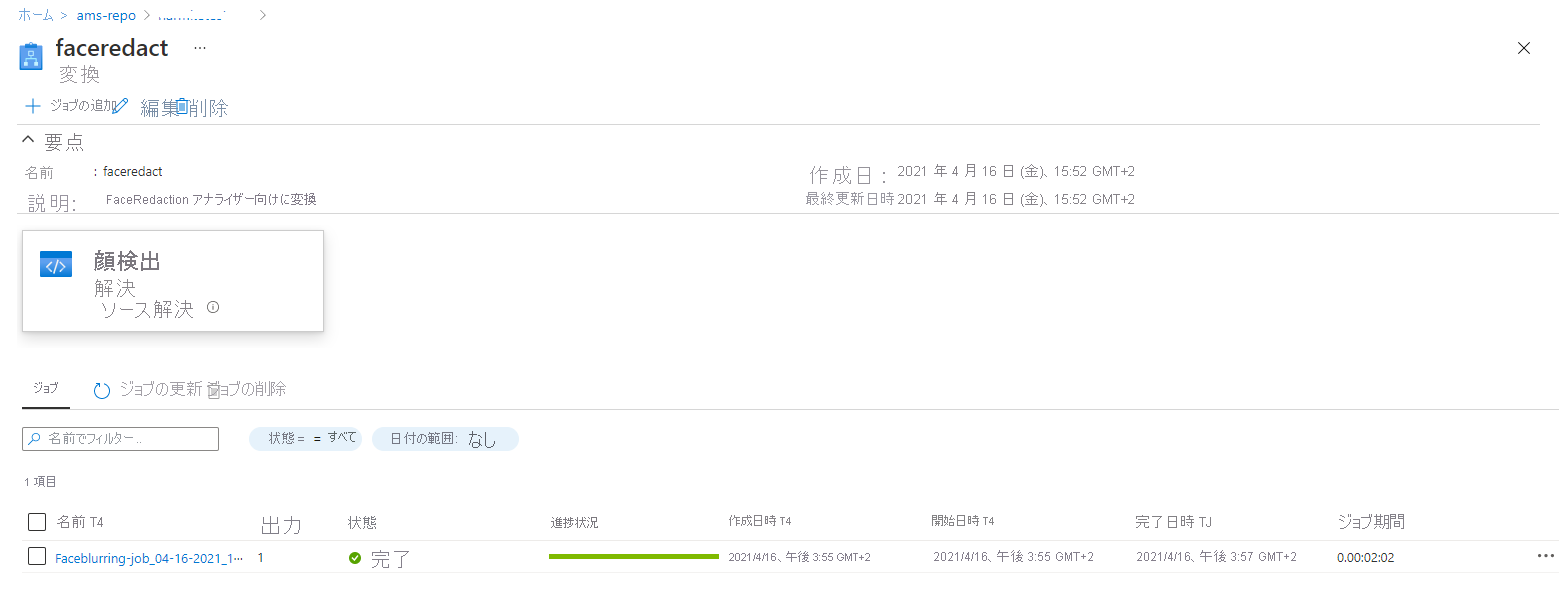 ホーム > ams-repo > >
faceredact ...
変換
ジョブの追加 編集 削除
要点
名前 : faceredact 作成日 : 2021 年 4 月 16 日 (金)、15:52 GMT+2
説明: FaceRedaction アナライザー向けに変換 最終更新日時 2021 年 4 月 16 日 (金)、15:52 GMT+2
顔検出
解決
ソース解決
ジョブ ジョブの更新 ジョブの削除
名前でフィルター.. 状態 = = すべて 日付の範囲: なし
1 項目
名前 T4 出力 状態 進捗状況 作成日時 T4 開始日時 T4 完了日時 TJ ジョブ期間
Faceblurring-job_04-16-2021_1... 1 完了 2021/4/16、午後 3:55 GMT+2 2021/4/16、午後 3:55 GMT+2 2021/4/16、午後 3:57 GMT+2 0.00:02:02 ...